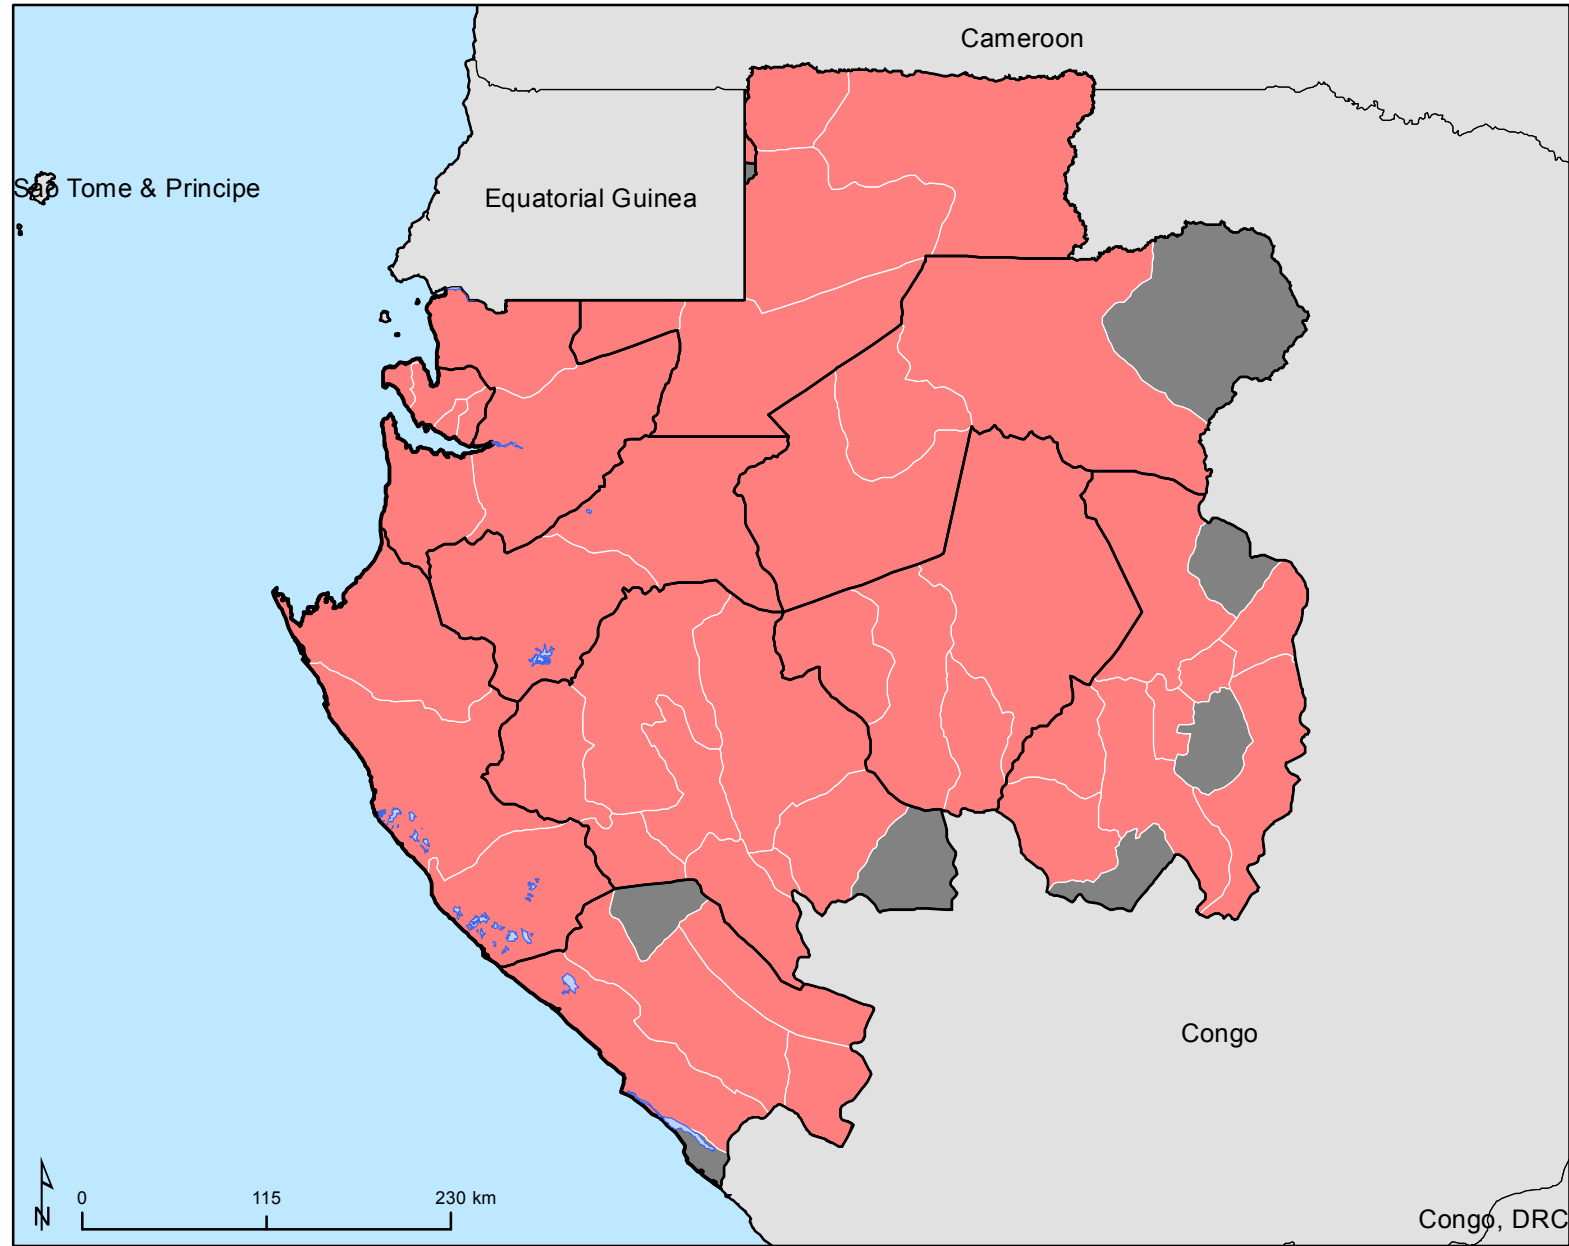 Cameroon
Sao Tome & Principe
Equatorial Guinea
Congo
N
0 115 230 km
Congo, DRC